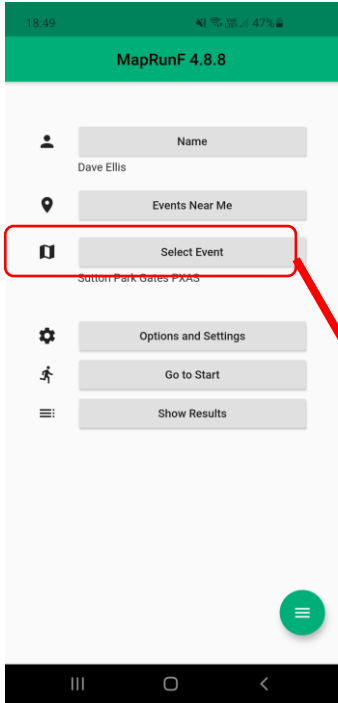 18:49 47%
MapRunF 4.8.8
Name
Dave Ellis
Events Near Me
Select Event
Sutton Park Gates PXAS
Options and Settings
Go to Start
Show Results